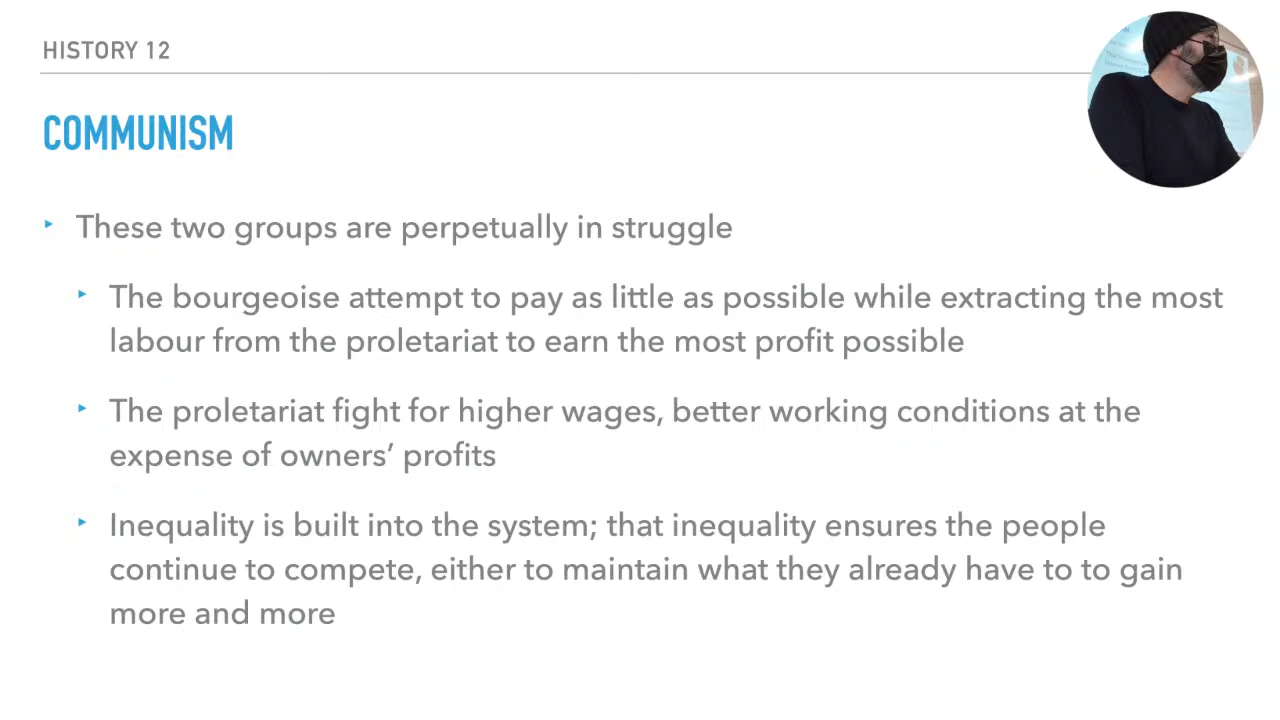 HISTORY 12
COMMUNISM
‣ These two groups are perpetually in struggle
‣ The bourgeoise attempt to pay as little as possible while extracting the most
labour from the proletariat to earn the most profit possible
‣ The proletariat fight for higher wages, better working conditions at the
expense of owners’ profits
‣ Inequality is built into the system; that inequality ensures the people
continue to compete, either to maintain what they already have to to gain
more and more